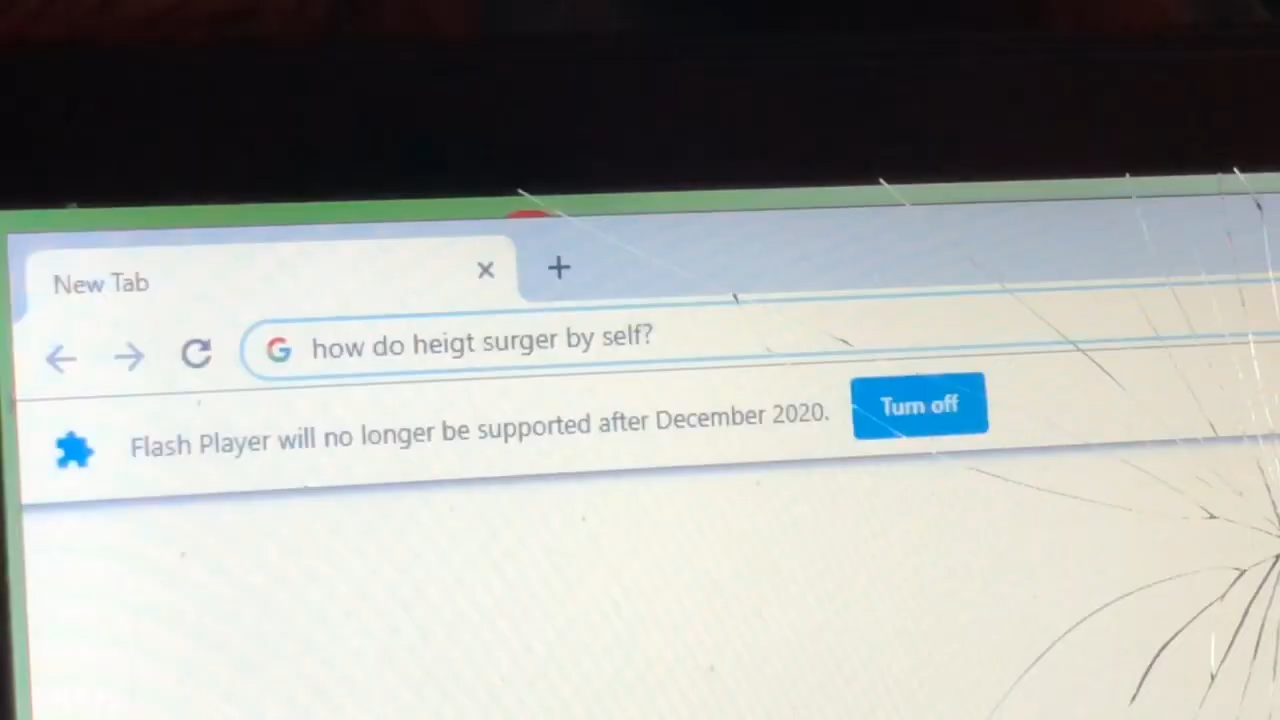 New Tab
how do heigt surger by self?
Flash Player will no longer be supported after December 2020. Turn off